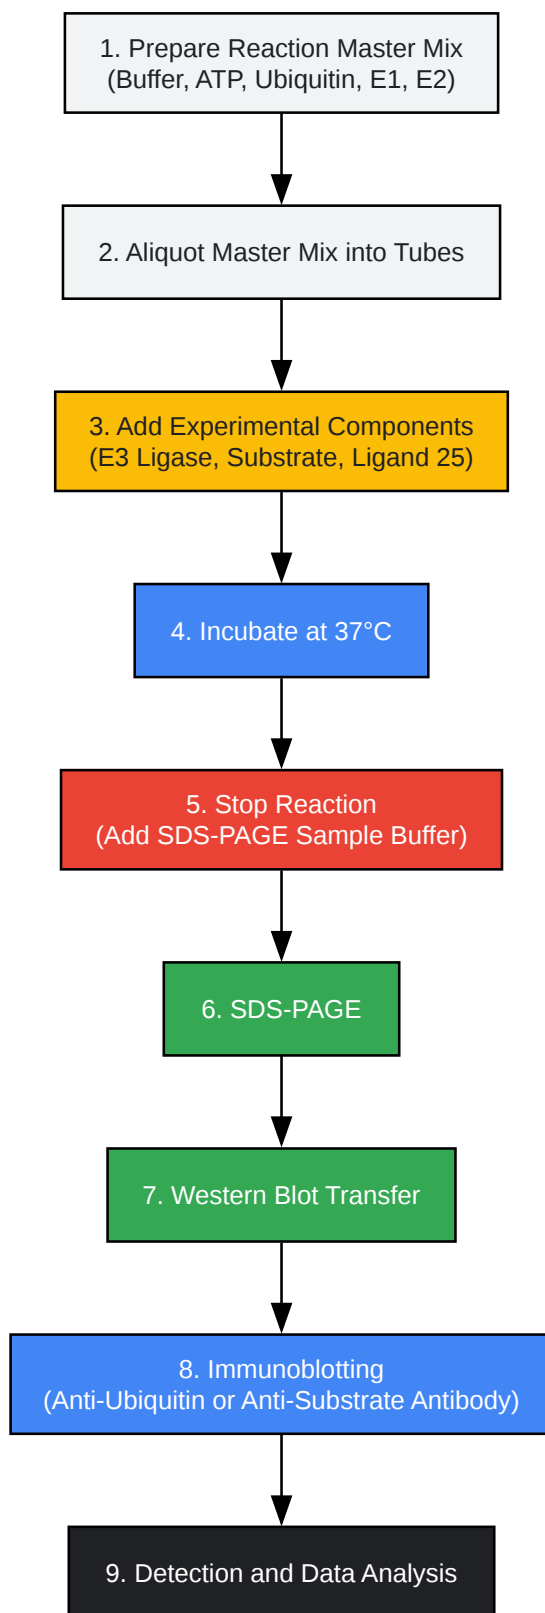 1. Prepare Reaction Master Mix
(Buffer, ATP, Ubiquitin, E1, E2)
2. Aliquot Master Mix into Tubes
3. Add Experimental Components
(E3 Ligase, Substrate, Ligand 25)
4. Incubate at 37°C
5. Stop Reaction
(Add SDS-PAGE Sample Buffer)
6. SDS-PAGE
7. Western Blot Transfer
8. Immunoblotting
(Anti-Ubiquitin or Anti-Substrate Antibody)
9. Detection and Data Analysis